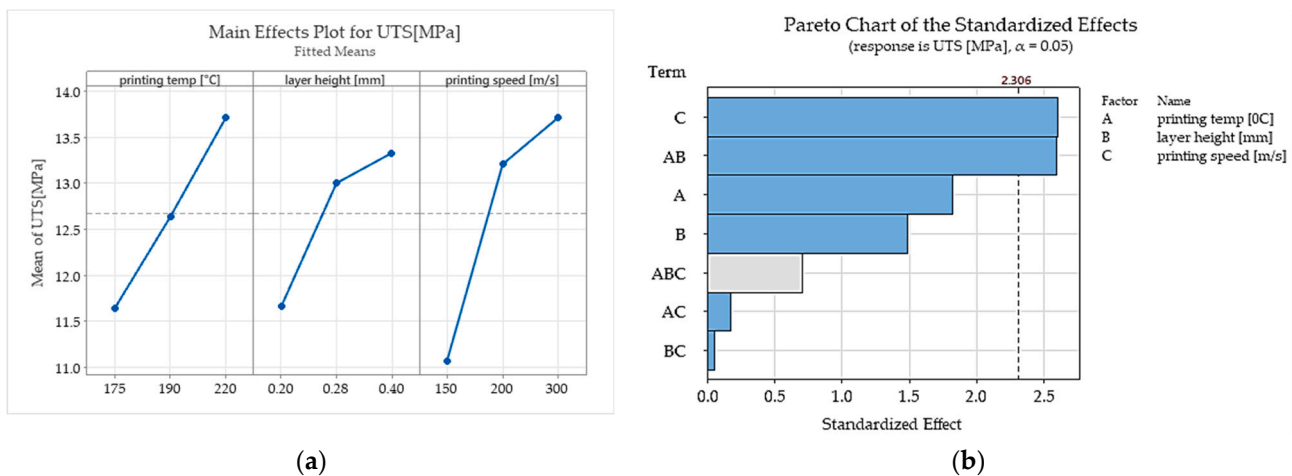 Main Effects Plot for UTS[MPa]
Fitted Means
printing temp [°C] layer height [mm] printing speed [m/s]
Mean of UTS[MPa]
14.0
13.5
13.0
12.5
12.0
11.5
11.0
175 190 220 0.20 0.28 0.40 150 200 300
(a)
Pareto Chart of the Standardized Effects
(response is UTS [MPa], α = 0.05)
Term
2.306
C
AB
A
B
ABC
AC
BC
0.0 0.5 1.0 1.5 2.0 2.5
Standardized Effect
Factor Name
A printing temp [0C]
B layer height [mm]
C printing speed [m/s]
(b)